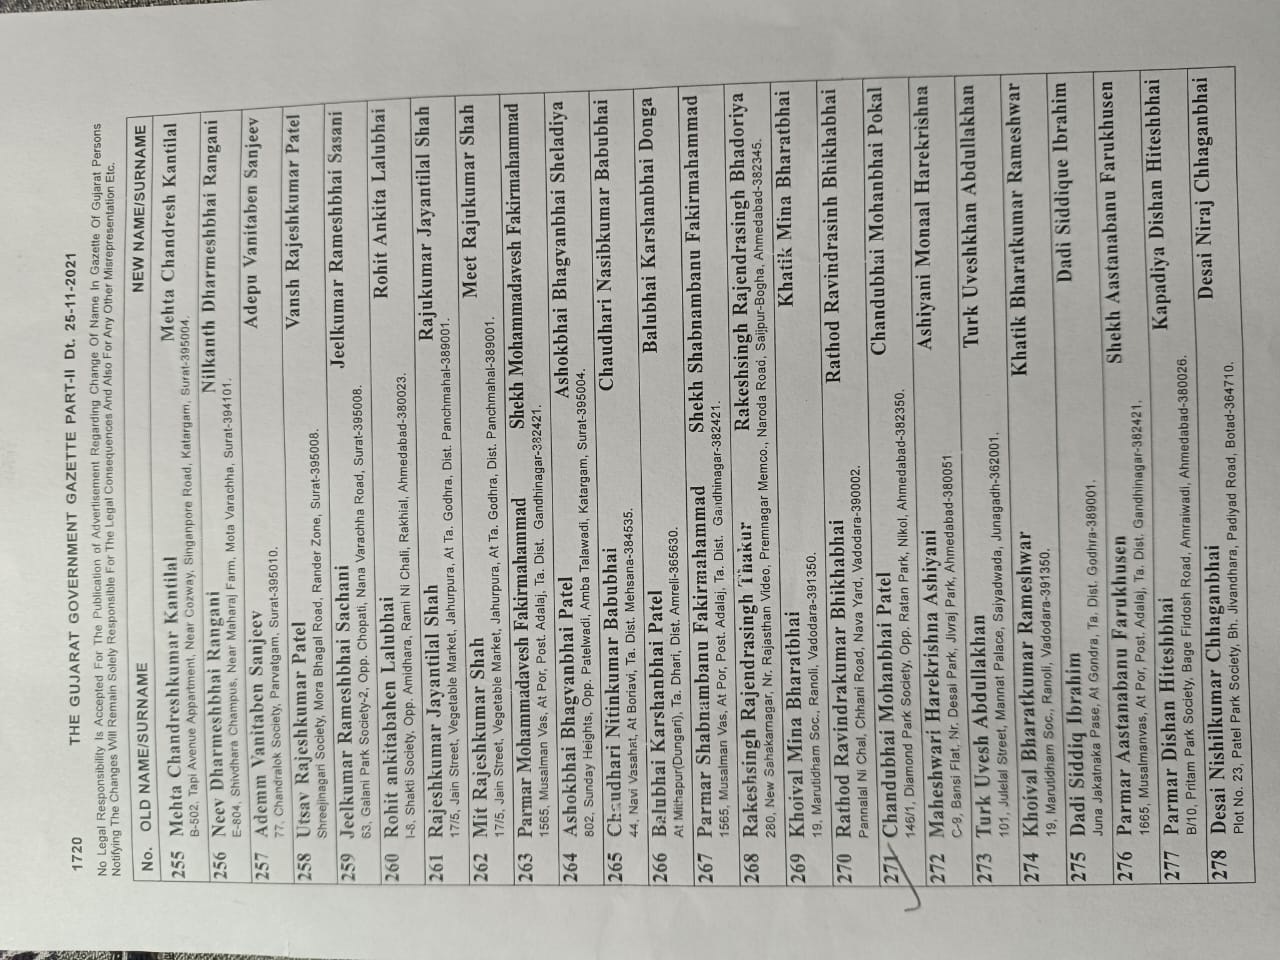 1720 THE GUJARAT GOVERNMENT GAZETTE PART-II Dt. 25-11-2021
No Legal Responsibility Is Accepted For The Publication of Advertisement Regarding Change Of Name In Gazette Of Gujarat Persons
Notifying The Changes Will Remain Solely Responsible For The Legal Consequences And Also For Any Other Misrepresentation Etc.
No. OLD NAME/SURNAME NEW NAME/SURNAME
255 Mehta Chandreshkumar Kantilal Mehta Chandresh Kantilal
B-502, Tapi Avenue Appartment, Near Cozway, Singanpore Road, Katargam, Surat-395004.
256 Neev Dharmeshbhai Rangani Nilkanth Dharmeshbhai Rangani
E-804, Shivdhara Champus, Near Maharaj Farm, Mota Varachha, Surat-394101.
257 Ademm Vanitaben Sanjeev Adepu Vanitaben Sanjeev
77, Chandralok Society, Parvatgam, Surat-395010.
258 Utsav Rajeshkumar Patel Vansh Rajeshkumar Patel
Shreejinagari Society, Mora Bhagal Road, Rander Zone, Surat-395008.
259 Jeelkumar Rameshbhai Sachani Jeelkumar Rameshbhai Sasani
63, Galani Park Society-2, Opp. Chopati, Nana Varachha Road, Surat-395008.
260 Rohit ankitabahen Lalubhai Rohit Ankita Lalubhai
I-8, Shakti Society, Opp. Amidhara, Rami Ni Chali, Rakhial, Ahmedabad-380023.
261 Rajeshkumar Jayantilal Shah Rajukumar Jayantilal Shah
17/5, Jain Street, Vegetable Market, Jahurpura, At Ta. Godhra, Dist. Panchmahal-389001.
262 Mit Rajeshkumar Shah Meet Rajukumar Shah
17/5, Jain Street, Vegetable Market, Jahurpura, At Ta. Godhra, Dist. Panchmahal-389001.
263 Parmar Mohammadavesh Fakirmahammad Shekh Mohammadavesh Fakirmahammad
1565, Musalman Vas, At Por, Post. Adalaj, Ta. Dist. Gandhinagar-382421.
264 Ashokbhai Bhagvanbhai Patel Ashokbhai Bhagvanbhai Sheladiya
802, Sunday Heights, Opp. Patelwadi, Amba Talawadi, Katargam, Surat-395004.
265 Chaudhari Nitinkumar Babubhai Chaudhari Nasibkumar Babubhai
44, Navi Vasahat, At Boriavi, Ta. Dist. Mehsana-384535.
266 Balubhai Karshanbhai Patel Balubhai Karshanbhai Donga
At Mithapur(Dungari), Ta. Dhari, Dist. Amreli-365630.
267 Parmar Shabnambanu Fakirmahammad Shekh Shabnambanu Fakirmahammad
1565, Musalman Vas, At Por, Post. Adalaj, Ta. Dist. Gandhinagar-382421.
268 Rakeshsingh Rajendrasingh Thakur Rakeshsingh Rajendrasingh Bhadoriya
280, New Sahakarnagar, Nr. Rajasthan Video, Premnagar Memco., Naroda Road, Saijpur-Bogha, Ahmedabad-382345.
269 Khoival Mina Bharatbhai Khatik Mina Bharatbhai
19, Marutidham Soc., Ranoli, Vadodara-391350.
270 Rathod Ravindrakumar Bhikhabhai Rathod Ravindrasinh Bhikhabhai
Pannalal Ni Chal, Chhani Road, Nava Yard, Vadodara-390002.
271 Chandubhai Mohanbhai Patel Chandubhai Mohanbhai Pokal
146/1, Diamond Park Society, Opp. Ratan Park, Nikol, Ahmedabad-382350.
272 Maheshwari Harekrishna Ashiyani Ashiyani Monaal Harekrishna
C-9, Bansi Flat, Nr. Desai Park, Jivraj Park, Ahmedabad-380051
273 Turk Uvesh Abdullakhan Turk Uveshkhan Abdullakhan
101, Julelal Street, Mannat Palace, Saiyadwada, Junagadh-362001.
274 Khoival Bharatkumar Rameshwar Khatik Bharatkumar Rameshwar
19, Marutidham Soc., Ranoli, Vadodara-391350.
275 Dadi Siddiq Ibrahim Dadi Siddique Ibrahim
Juna Jakatnaka Pase, At Gondra, Ta. Dist. Godhra-389001.
276 Parmar Aastanabanu Farukhusen Shekh Aastanabanu Farukhusen
1665, Musalmanvas, At Por, Post. Adalaj, Ta. Dist. Gandhinagar-382421.
277 Parmar Dishan Hiteshbhai Kapadiya Dishan Hiteshbhai
B/10, Pritam Park Society, Bage Firdosh Road, Amraiwadi, Ahmedabad-380026.
278 Desai Nishilkumar Chhaganbhai Desai Niraj Chhaganbhai
Plot No. 23, Patel Park Society, Bh. Jivandhara, Padiyad Road, Botad-364710.